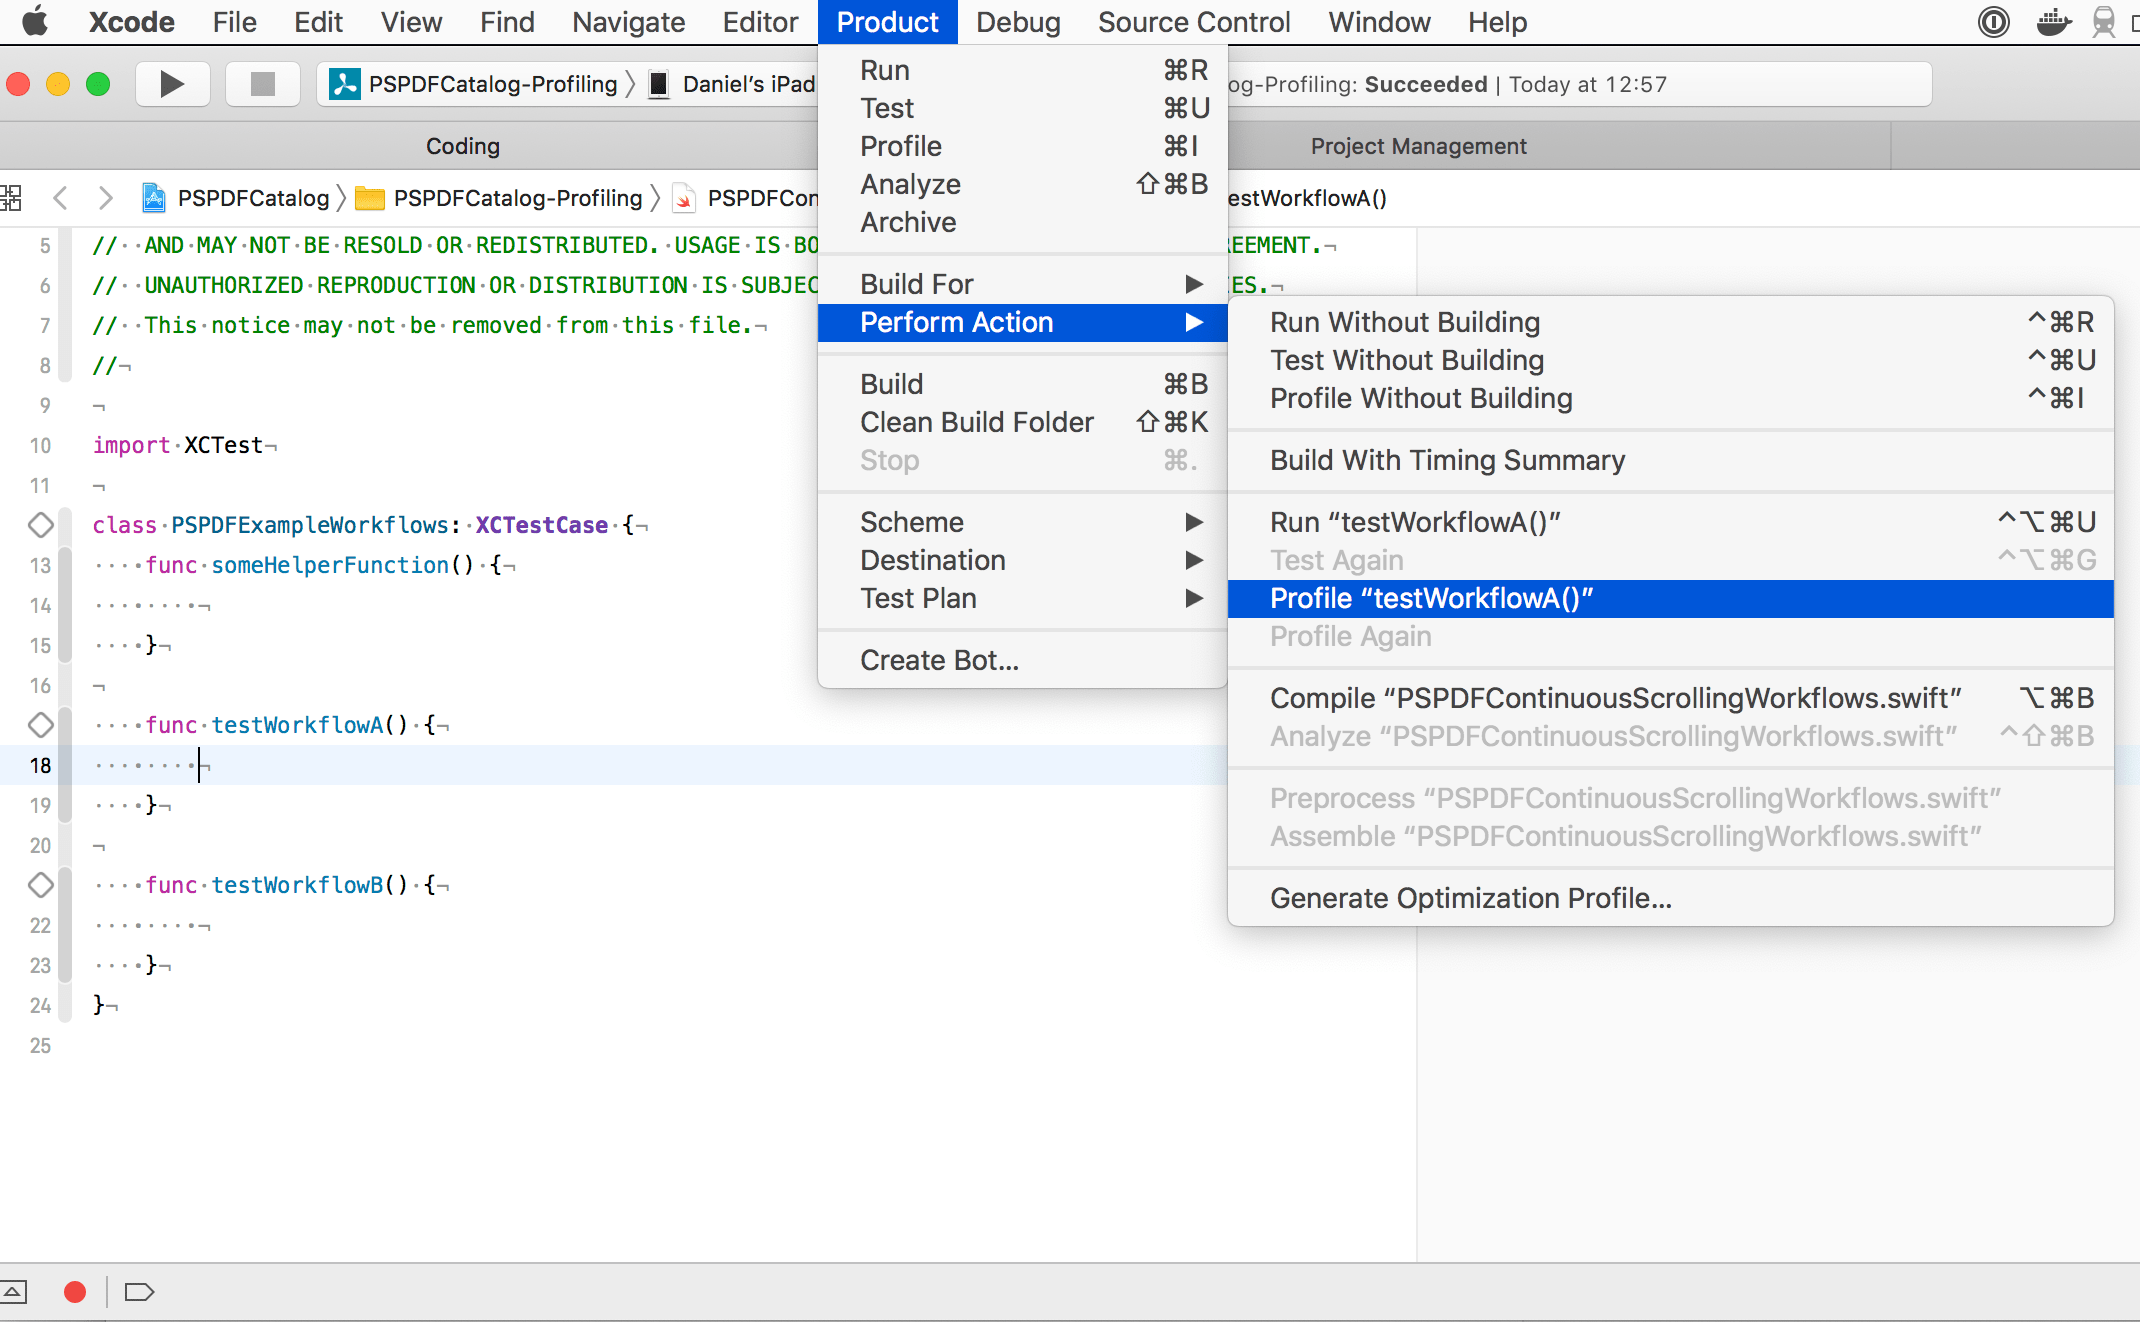 Xcode File Edit View Find Navigate Editor Product Debug Source Control Window Help
PSPDFCatalog-Profiling 〉 Daniel’s iPad
og-Profiling: Succeeded | Today at 12:57
Coding
Project Management
PSPDFCatalog 〉 PSPDFCatalog-Profiling 〉 PSPDFCon
estWorkflowA()
5 //··AND·MAY·NOT·BE·RESOLD·OR·REDISTRIBUTED.·USAGE·IS·BO
REEMENT.¬
6 //··UNAUTHORIZED·REPRODUCTION·OR·DISTRIBUTION·IS·SUBJEC
IES.¬
7 //··This·notice·may·not·be·removed·from·this·file.¬
8 //¬
9 ¬
10 import·XCTest¬
11 ¬
class·PSPDFExampleWorkflows:·XCTestCase·{¬
13 ····func·someHelperFunction()·{¬
14 ········¬
15 ····}¬
16 ¬
····func·testWorkflowA()·{¬
18 ········¬
19 ····}¬
20 ¬
····func·testWorkflowB()·{¬
22 ········¬
23 ····}¬
24 }¬
25
Run ⌘R
Test ⌘U
Profile ⌘I
Analyze ⇧⌘B
Archive
Build For ▶
Perform Action ▶
Build ⌘B
Clean Build Folder ⇧⌘K
Stop ⌘.
Scheme ▶
Destination ▶
Test Plan ▶
Create Bot...
Run Without Building ^⌘R
Test Without Building ^⌘U
Profile Without Building ^⌘I
Build With Timing Summary
Run “testWorkflowA()” ^⌥⌘U
Test Again ^⌥⌘G
Profile “testWorkflowA()”
Profile Again
Compile “PSPDFContinuousScrollingWorkflows.swift” ⌥⌘B
Analyze “PSPDFContinuousScrollingWorkflows.swift” ^⇧⌘B
Preprocess “PSPDFContinuousScrollingWorkflows.swift”
Assemble “PSPDFContinuousScrollingWorkflows.swift”
Generate Optimization Profile...